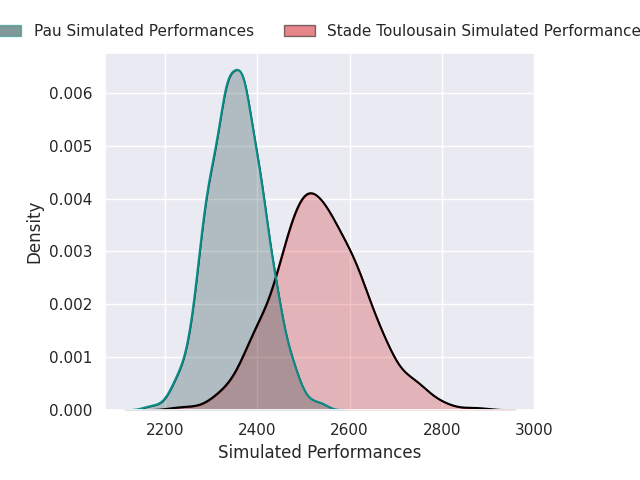 Pau Simulated Performances
Stade Toulousain Simulated Performance
0.006
0.005
0.004
0.003
0.002
0.001
0.000
Density
2200 2400 2600 2800 3000
Simulated Performances